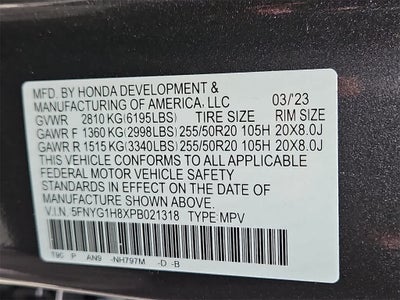 MFD. BY HONDA DEVELOPMENT &
MANUFACTURING OF AMERICA, LLC 03/'23
GVWR 2810 KG(6195LBS) TIRE SIZE RIM SIZE
GAWR F 1360 KG(2998LBS) 255/50R20 105H 20X8.0J
GAWR R 1515 KG(3340LBS) 255/50R20 105H 20X8.0J
THIS VEHICLE CONFORMS TO ALL APPLICABLE
FEDERAL MOTOR VEHICLE SAFETY
STANDARDS IN EFFECT ON THE DATE OF
MANUFACTURE SHOWN ABOVE.
V.I.N. 5FNYG1H8XPB021318 TYPE MPV
P AN9 -NH797M -D -B